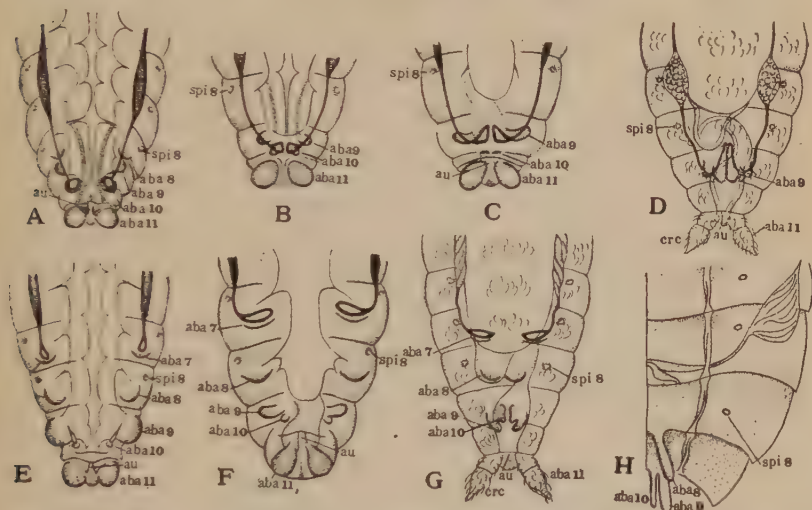 spi 8
aba 8
aba 9
au
aba 10
aba 11
A
spi 8
aba 9
aba 10
aba 11
B
spi 8
aba 9
au
aba 10
aba 11
C
spi 8
aba 9
aba 11
crc
au
D
aba 7
spi 8
aba 8
aba 9
aba 10
au
aba 11
E
aba 7
spi 8
aba 8
aba 9
aba 10
au
aba 11
F
aba 7
aba 8
spi 8
aba 9
aba 10
au
aba 11
crc
G
spi 8
aba 8
aba 10
aba 9
H